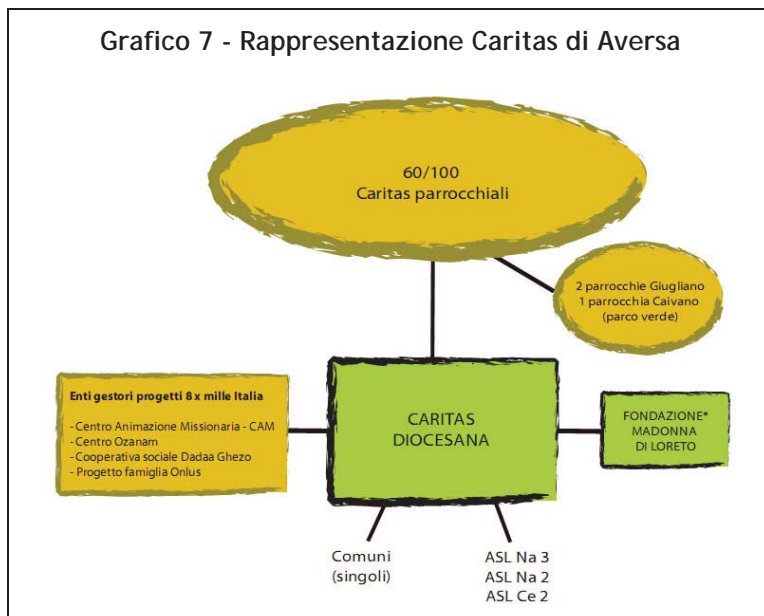 Grafico 7 - Rappresentazione Caritas di Aversa
60/100
Caritas parrocchiali
2 parrocchie Giugliano
1 parrocchia Caivano
(parco verde)
Enti gestori progetti 8 x mille Italia
- Centro Animazione Missionaria - CAM
- Centro Ozanam
- Cooperativa sociale Dadaa Ghezo
- Progetto famiglia Onlus
CARITAS
DIOCESANA
FONDAZIONE*
MADONNA
DI LORETO
Comuni
(singoli)
ASL Na 3
ASL Na 2
ASL Ce 2